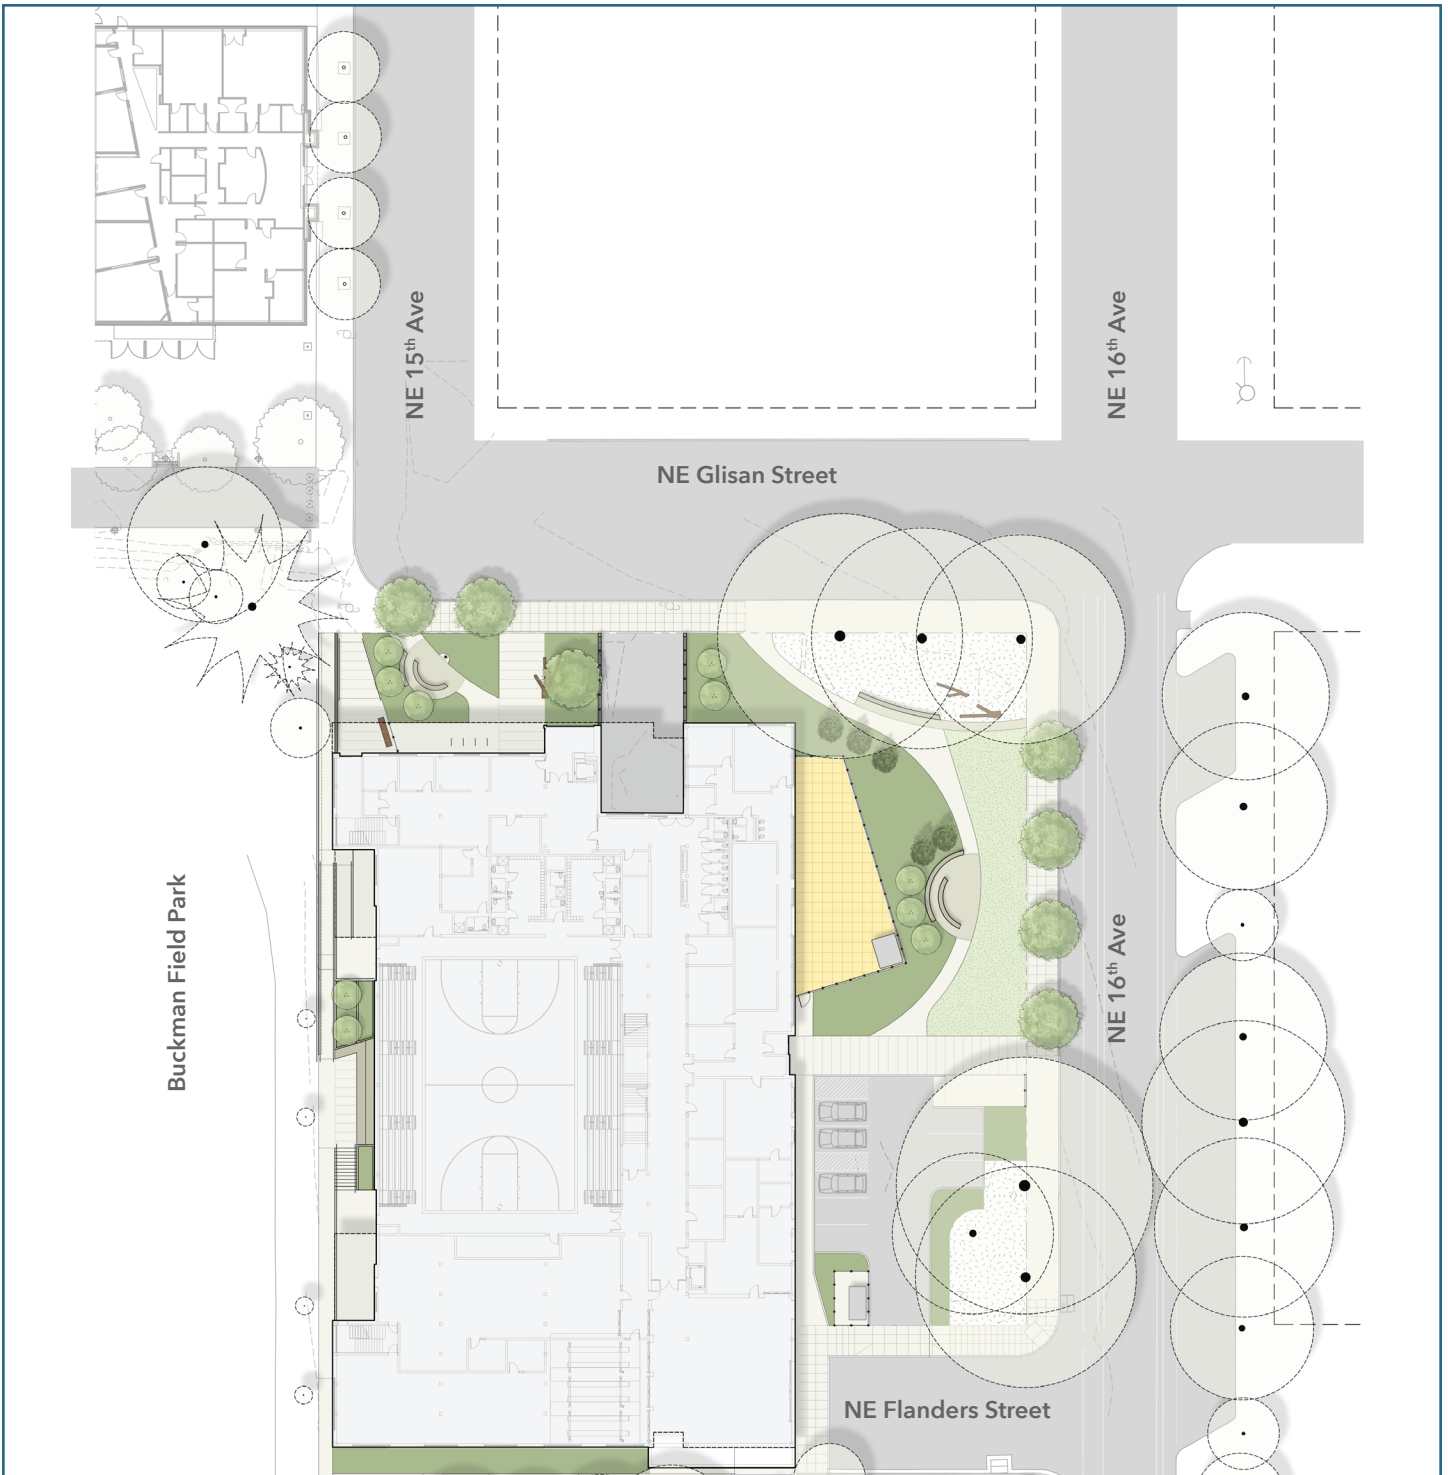 NE 15th Ave
NE 16th Ave
NE Glisan Street
Buckman Field Park
NE 16th Ave
NE Flanders Street